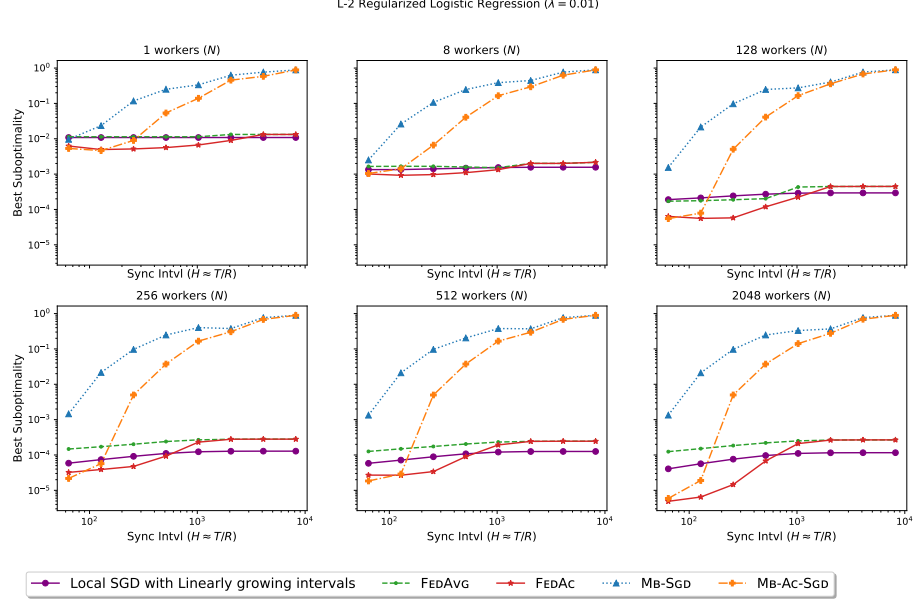 L-2 Regularized Logistic Regression (λ = 0.01)
1 workers (N)
8 workers (N)
128 workers (N)
Best Suboptimality
10⁰
10⁻¹
10⁻²
10⁻³
10⁻⁴
10⁻⁵
Sync Intvl (H ≈ T/R)
Sync Intvl (H ≈ T/R)
Sync Intvl (H ≈ T/R)
256 workers (N)
512 workers (N)
2048 workers (N)
Best Suboptimality
10⁰
10⁻¹
10⁻²
10⁻³
10⁻⁴
10⁻⁵
10² 10³ 10⁴
10² 10³ 10⁴
10² 10³ 10⁴
Sync Intvl (H ≈ T/R)
Sync Intvl (H ≈ T/R)
Sync Intvl (H ≈ T/R)
Local SGD with Linearly growing intervals FEDAVG FEDAC MB-SGD MB-AC-SGD